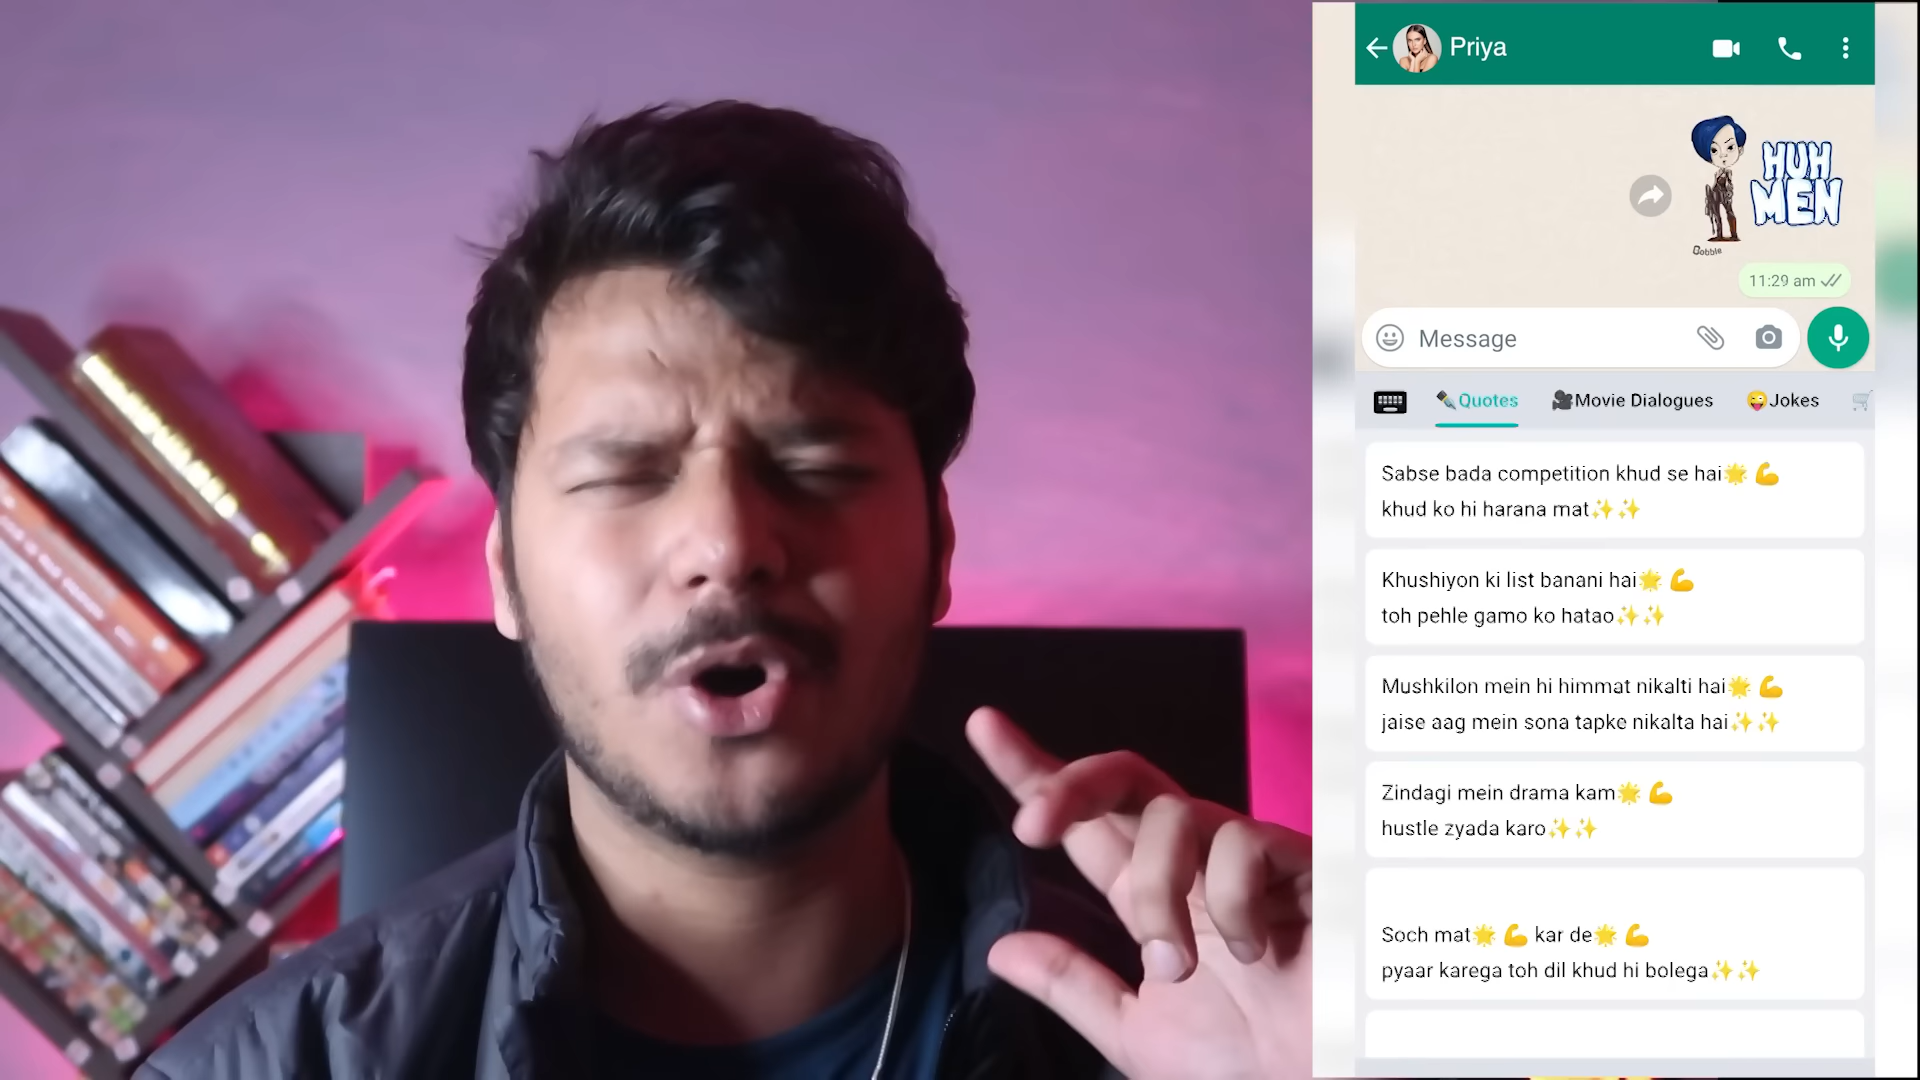 Priya
HUH
MEN
Bobble
11:29 am
Message
Quotes
Movie Dialogues
Jokes
Sabse bada competition khud se hai🌟 💪
khud ko hi harana mat✨✨
Khushiyon ki list banani hai🌟 💪
toh pehle gamo ko hatao✨✨
Mushkilon mein hi himmat nikalti hai🌟 💪
jaise aag mein sona tapke nikalta hai✨✨
Zindagi mein drama kam🌟 💪
hustle zyada karo✨✨
Soch mat🌟 💪 kar de🌟 💪
pyaar karega toh dil khud hi bolega✨✨